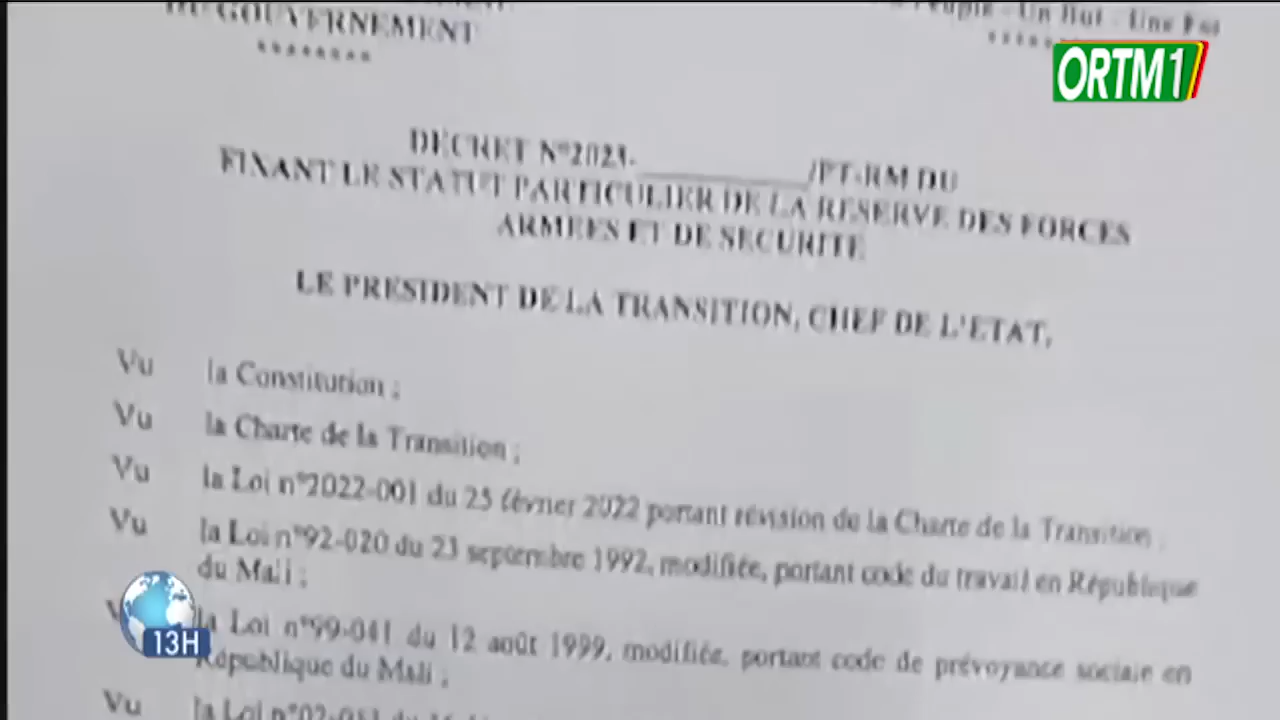 DU GOUVERNEMENT
Un Peuple - Un But - Une Foi
********
ORTM1
DECRET N°2023-__________/PT-RM DU
FIXANT LE STATUT PARTICULIER DE LA RESERVE DES FORCES
ARMEES ET DE SECURITE
LE PRESIDENT DE LA TRANSITION, CHEF DE L'ETAT,
Vu la Constitution ;
Vu la Charte de la Transition ;
Vu la Loi n°2022-001 du 25 février 2022 portant révision de la Charte de la Transition ;
Vu la Loi n°92-020 du 23 septembre 1992, modifiée, portant code du travail en République
du Mali ;
la Loi n°99-041 du 12 août 1999, modifiée, portant code de prévoyance sociale en
République du Mali ;
13H
Vu la Loi